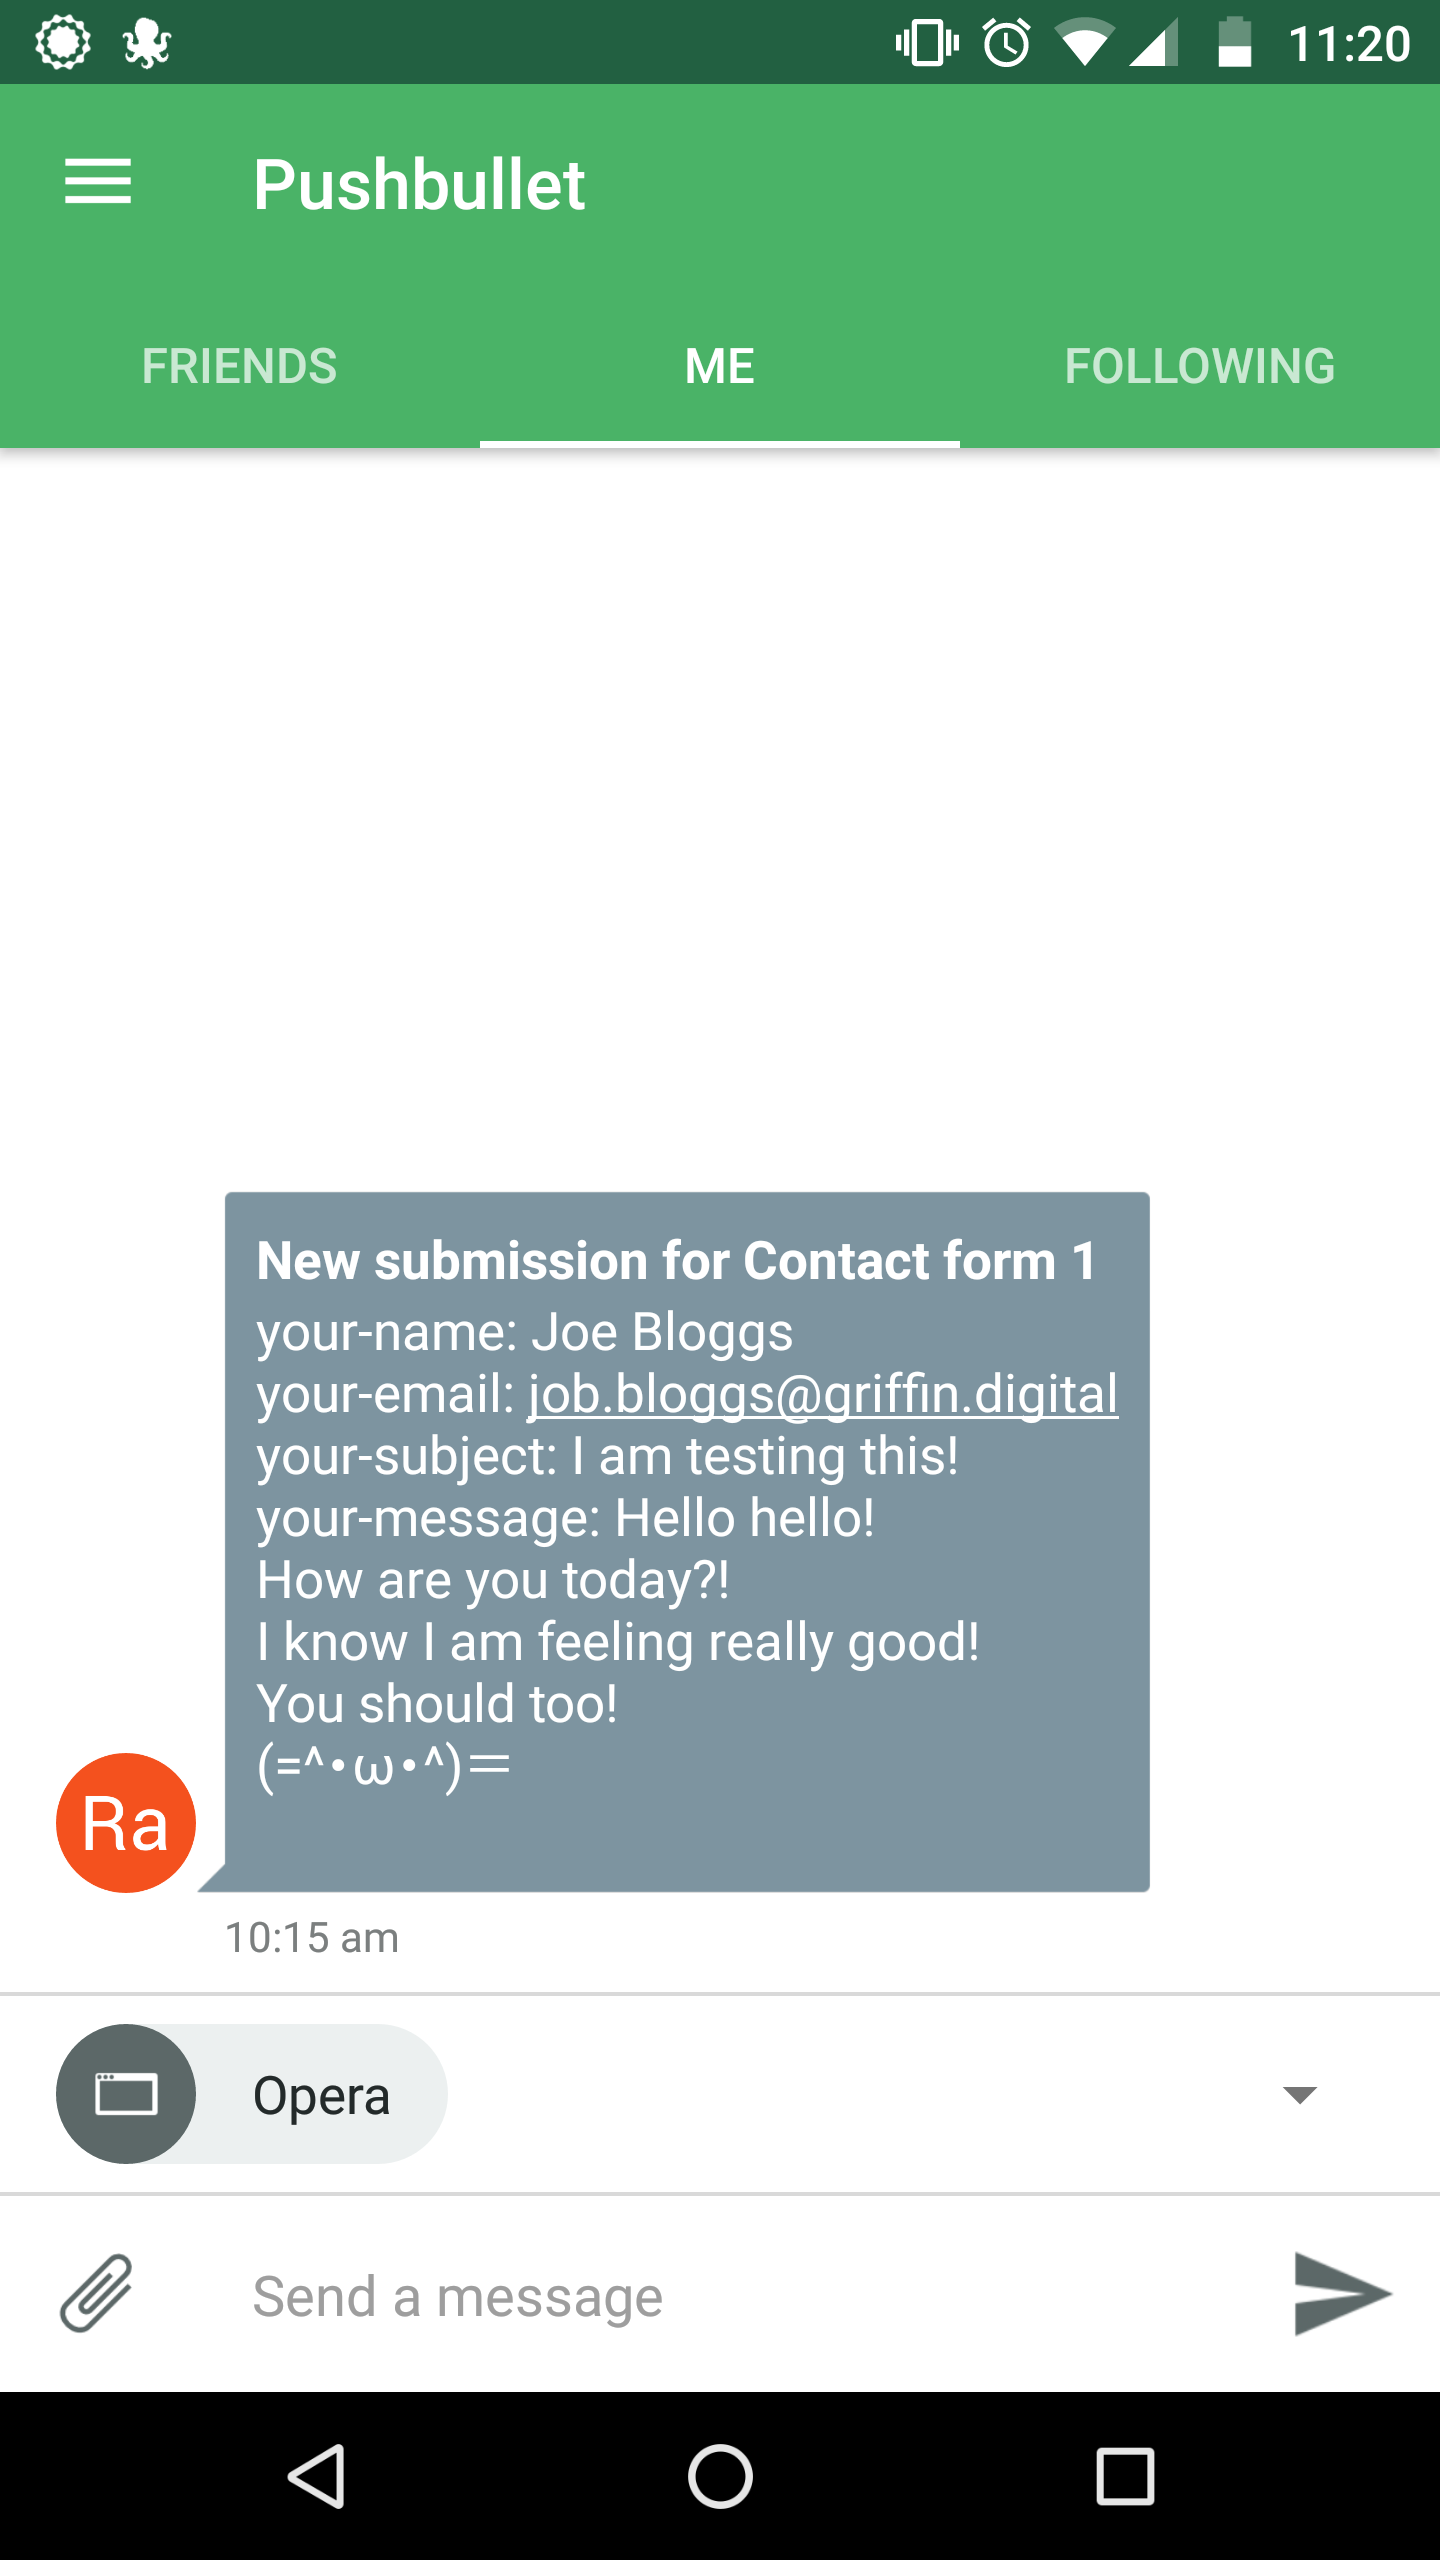 11:20
Pushbullet
FRIENDS ME FOLLOWING
New submission for Contact form 1
your-name: Joe Bloggs
your-email: job.bloggs@griffin.digital
your-subject: I am testing this!
your-message: Hello hello!
How are you today?!
I know I am feeling really good!
You should too!
(=^•ω•^)＝
Ra
10:15 am
Opera
Send a message